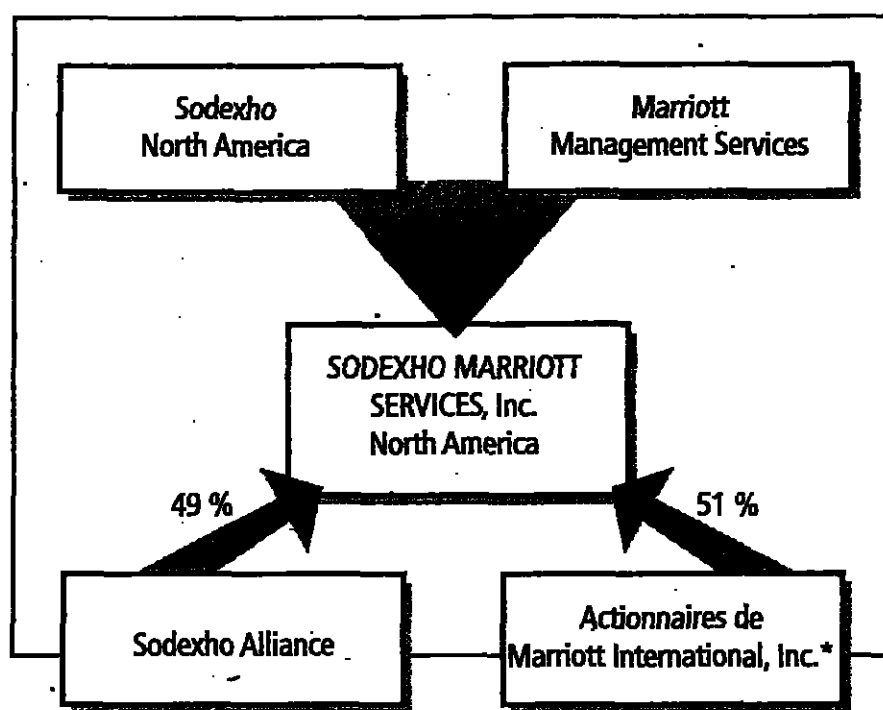 Sodexho
North America
Marriott
Management Services
SODEXHO MARRIOTT
SERVICES, Inc.
North America
49 %
51 %
Sodexho Alliance
Actionnaires de
Marriott International, Inc.*